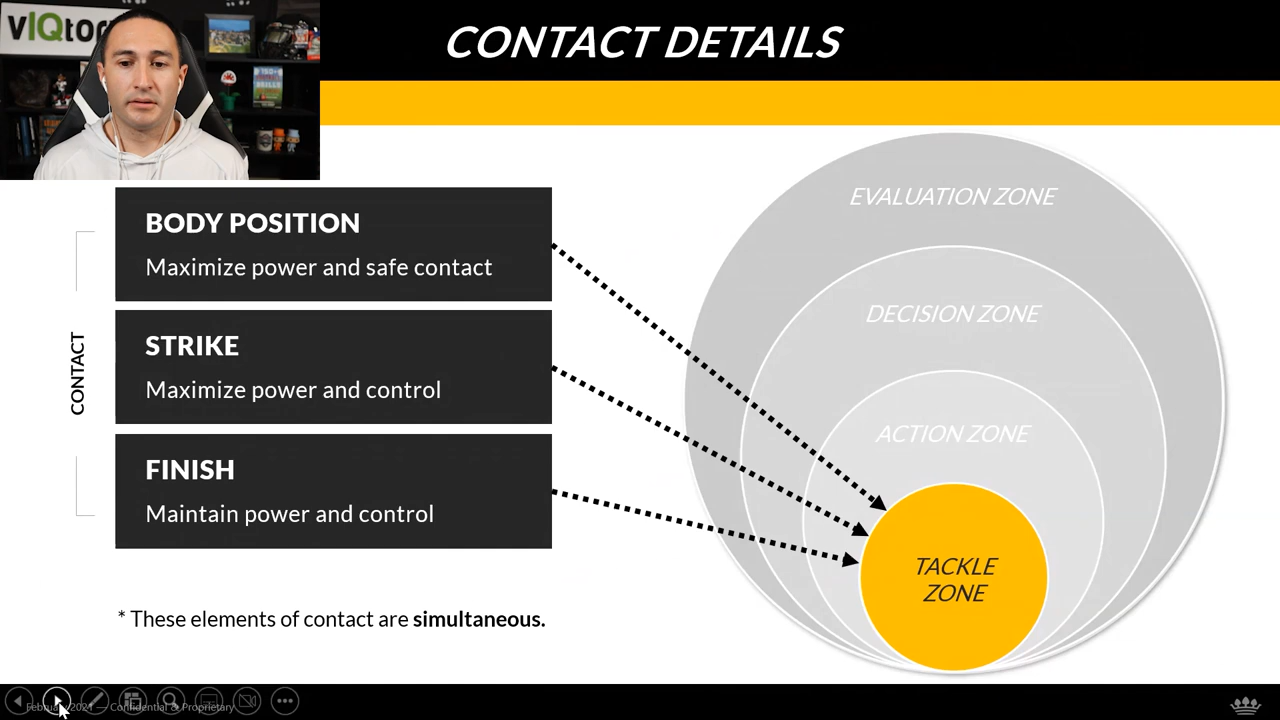 vIQtor
CONTACT DETAILS
BODY POSITION
Maximize power and safe contact
STRIKE
Maximize power and control
FINISH
Maintain power and control
CONTACT
* These elements of contact are simultaneous.
EVALUATION ZONE
DECISION ZONE
ACTION ZONE
TACKLE
ZONE
February 2021 — Confidential & Proprietary